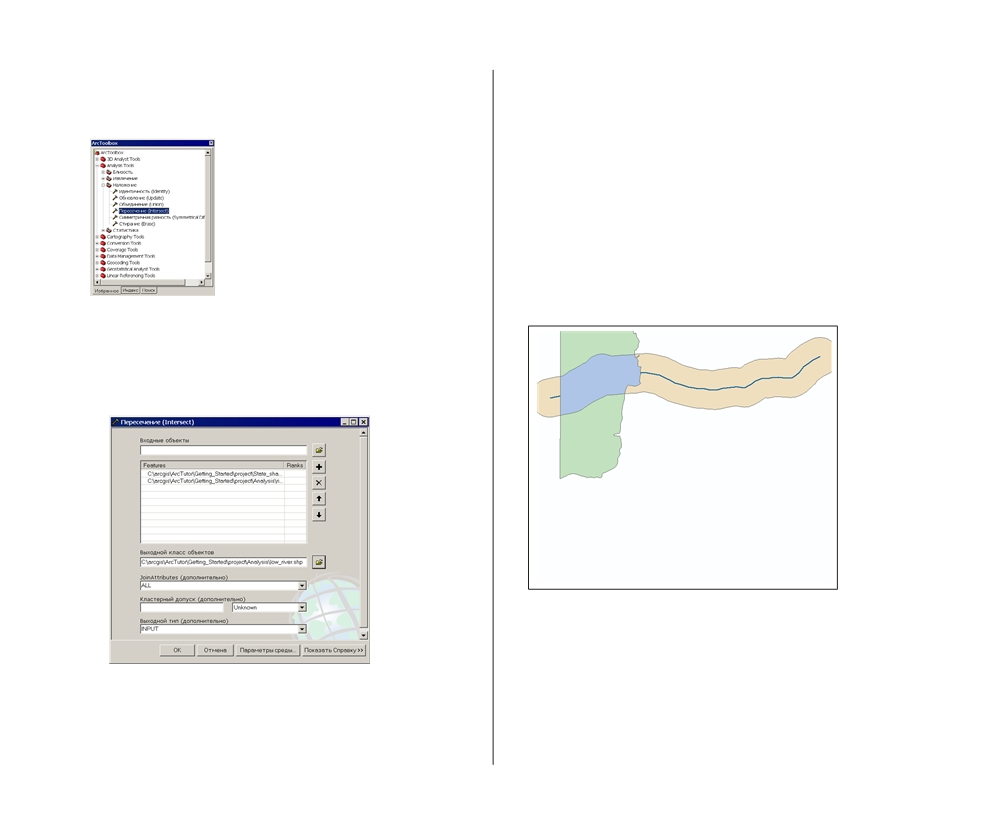 ArcToolbox
ArcToolbox
3D Analyst Tools
Analysis Tools
Близость
Извлечение
Наложение
Идентичность (Identity)
Обновление (Update)
Объединение (Union)
Пересечение (Intersect)
Симметричная разность (Symmetrical Dif
Стирание (Erase)
Статистика
Cartography Tools
Conversion Tools
Coverage Tools
Data Management Tools
Geocoding Tools
Geostatistical Analyst Tools
Linear Referencing Tools
Избранное Индекс Поиск
Пересечение (Intersect)
Входные объекты
Features Ranks
C:\arcgis\ArcTutor\Getting_Started\project\State_sha...
C:\arcgis\ArcTutor\Getting_Started\project\Analysis\ri...
Выходной класс объектов
C:\arcgis\ArcTutor\Getting_Started\project\Analysis\low_river.shp
JoinAttributes (дополнительно)
ALL
Кластерный допуск (дополнительно)
Unknown
Выходной тип (дополнительно)
INPUT
OK Отмена Параметры среды... Показать Справку >>